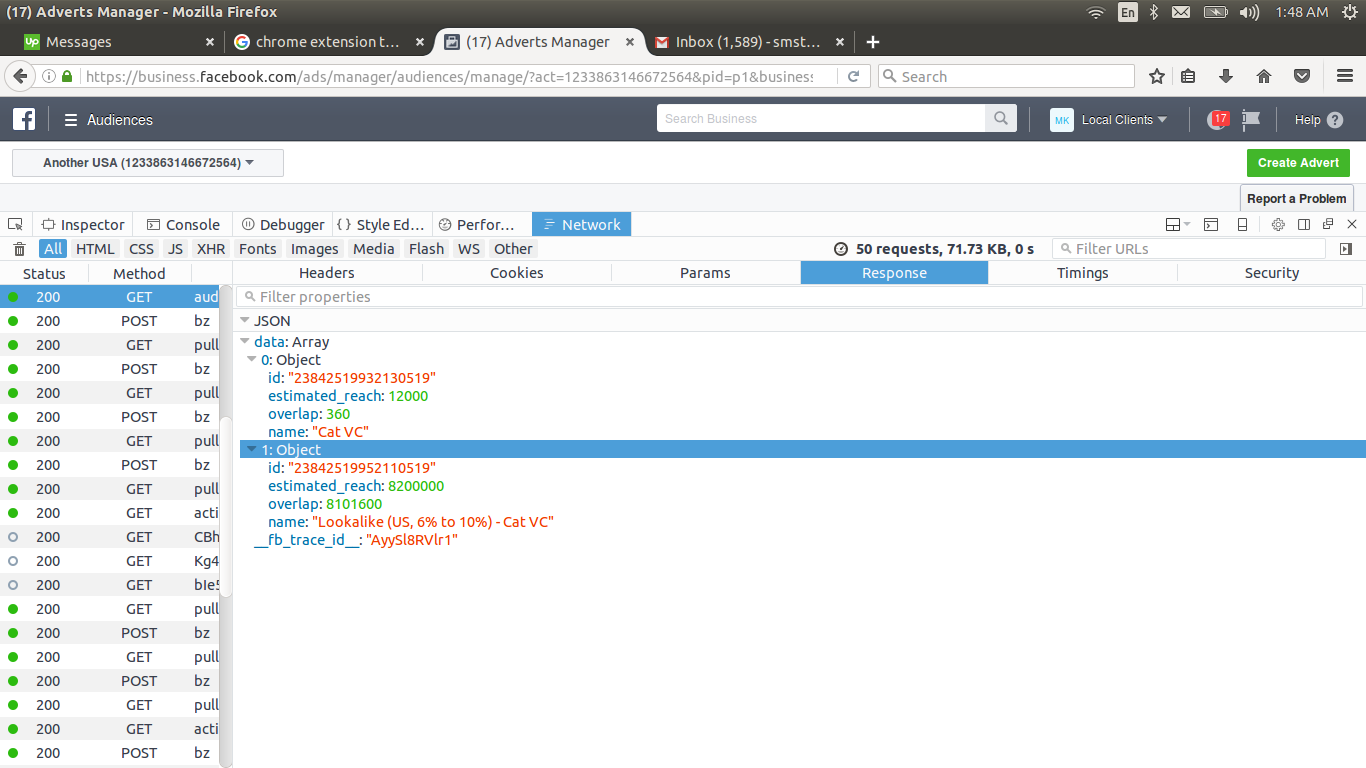 (17) Adverts Manager - Mozilla Firefox En 1:48 AM
Up Messages × chrome extension t... × (17) Adverts Manager × Inbox (1,589) - smst... × +
https://business.facebook.com/ads/manager/audiences/manage/?act=1233863146672564&pid=p1&business Search
f Audiences Search Business MK Local Clients 17 Help ?
Another USA (1233863146672564) Create Advert
Report a Problem
Inspector Console Debugger { } Style Ed... Perfor... Network
All HTML CSS JS XHR Fonts Images Media Flash WS Other 50 requests, 71.73 KB, 0 s Filter URLs
Status Method Headers Cookies Params Response Timings Security
200 GET aud Filter properties
200 POST bz JSON
200 GET pull data: Array
0: Object
200 POST bz id: "23842519932130519"
200 GET pull estimated_reach: 12000
200 POST bz overlap: 360
name: "Cat VC"
200 GET pull 1: Object
200 POST bz id: "23842519952110519"
200 GET pull estimated_reach: 8200000
200 GET acti overlap: 8101600
name: "Lookalike (US, 6% to 10%) - Cat VC"
200 GET CBh __fb_trace_id__: "AyySl8RVlr1"
200 GET Kg4
200 GET bIe5
200 GET pull
200 POST bz
200 GET pull
200 POST bz
200 GET pull
200 GET acti
200 POST bz